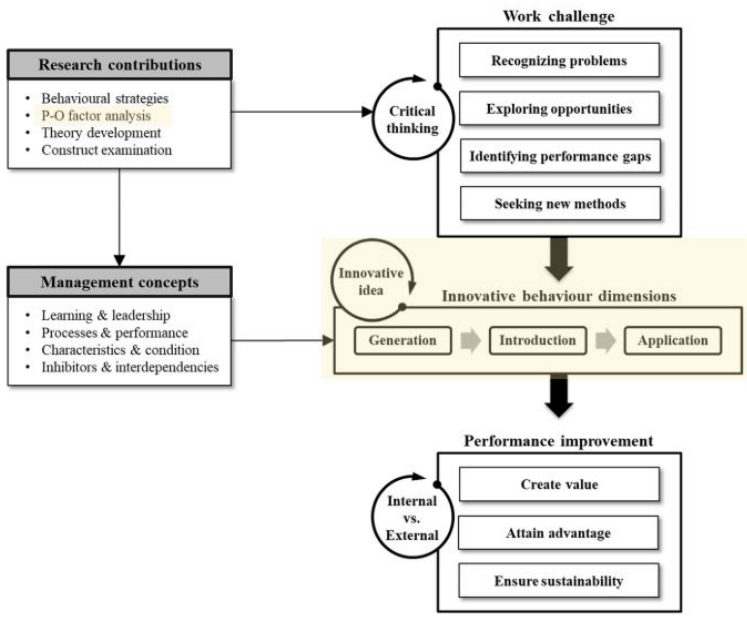 Work challenge
Recognizing problems
Exploring opportunities
Identifying performance gaps
Seeking new methods
Critical
thinking
Research contributions
• Behavioural strategies
• P-O factor analysis
• Theory development
• Construct examination
Management concepts
• Learning & leadership
• Processes & performance
• Characteristics & condition
• Inhibitors & interdependencies
Innovative
idea
Innovative behaviour dimensions
Generation
Introduction
Application
Performance improvement
Internal
vs.
External
Create value
Attain advantage
Ensure sustainability